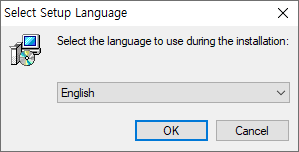 Select Setup Language
Select the language to use during the installation:
English
OK
Cancel